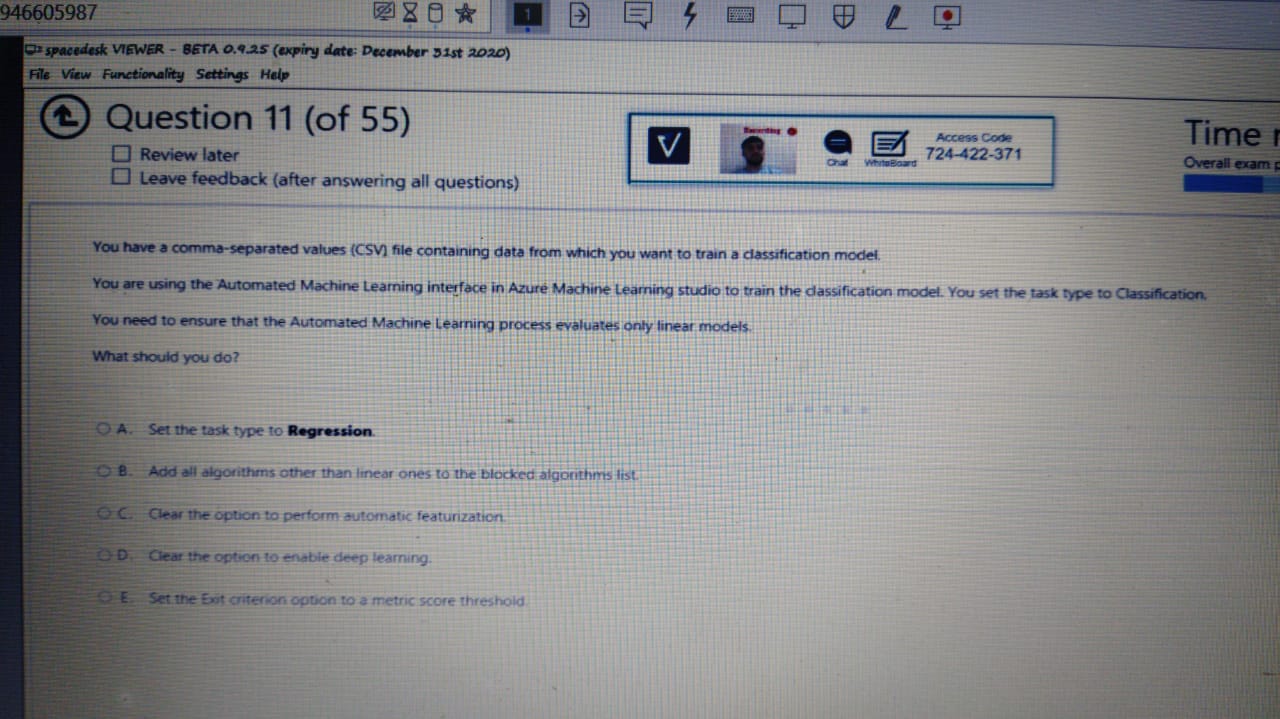 946605987
1
spacedesk VIEWER - BETA 0.9.25 (expiry date: December 31st 2020)
File View Functionality Settings Help
Question 11 (of 55)
Review later
Leave feedback (after answering all questions)
V
Recording
Chat
WhiteBoard
Access Code
724-422-371
Time
Overall exam p
You have a comma-separated values (CSV) file containing data from which you want to train a classification model.
You are using the Automated Machine Learning interface in Azure Machine Learning studio to train the classification model. You set the task type to Classification.
You need to ensure that the Automated Machine Learning process evaluates only linear models.
What should you do?
A. Set the task type to Regression.
B. Add all algorithms other than linear ones to the blocked algorithms list.
C. Clear the option to perform automatic featurization.
D. Clear the option to enable deep learning.
E. Set the Exit criterion option to a metric score threshold.